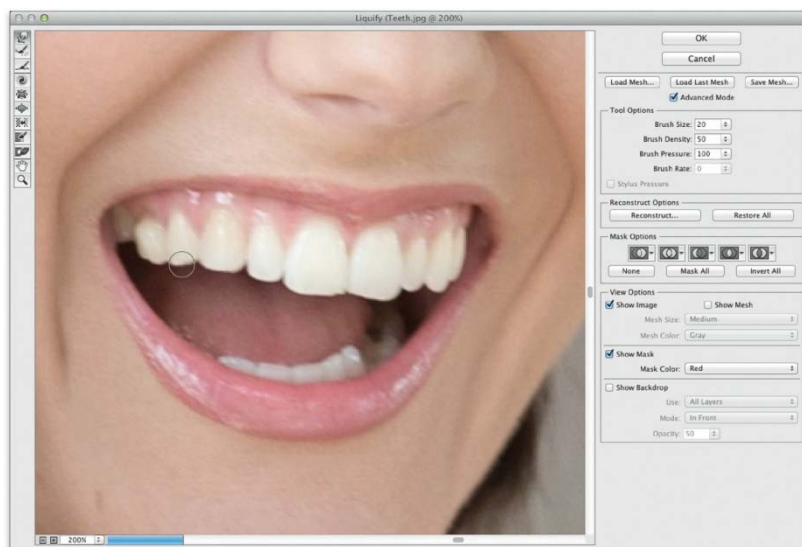 Liquify (Teeth.jpg @ 200%)
OK
Cancel
Load Mesh...
Load Last Mesh
Save Mesh...
Advanced Mode
Tool Options
Brush Size: 20
Brush Density: 50
Brush Pressure: 100
Brush Rate: 0
Stylus Pressure
Reconstruct Options
Reconstruct...
Restore All
Mask Options
None
Mask All
Invert All
View Options
Show Image
Show Mesh
Mesh Size: Medium
Mesh Color: Gray
Show Mask
Mask Color: Red
Show Backdrop
Use: All Layers
Mode: In Front
Opacity: 50
200%